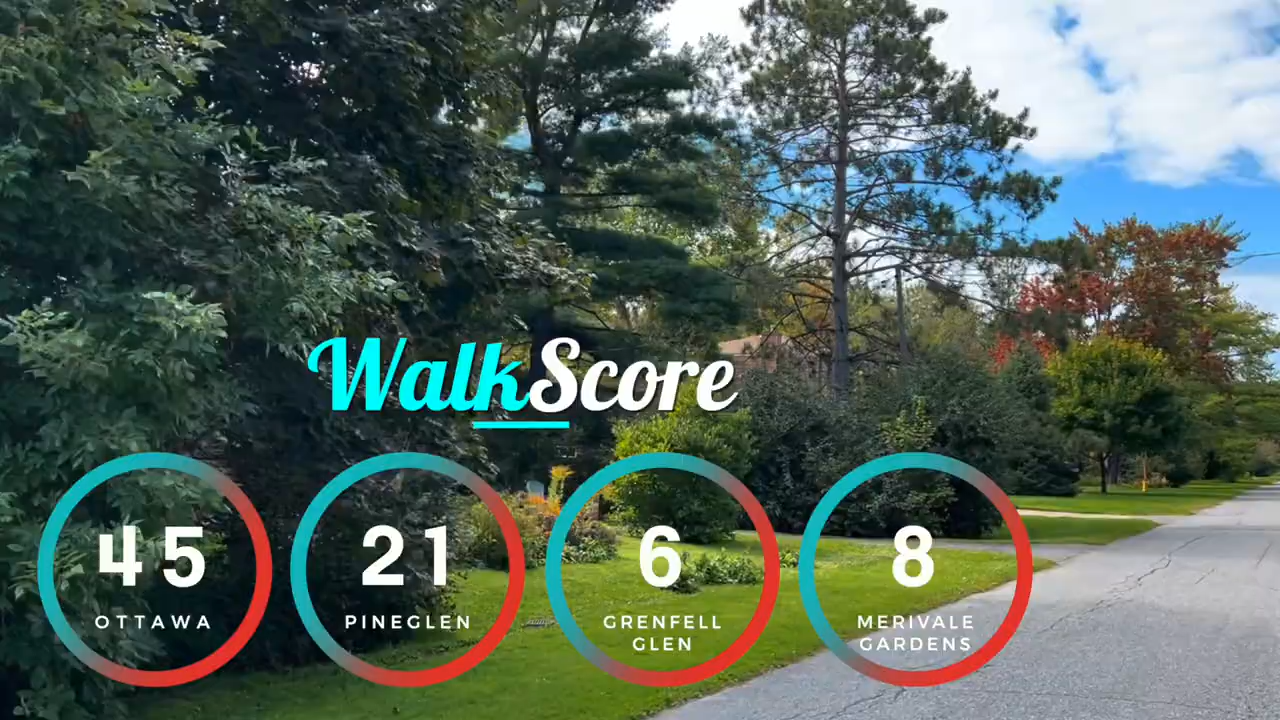 WalkScore
45
OTTAWA
21
PINEGLEN
6
GRENFELL
GLEN
8
MERIVALE
GARDENS